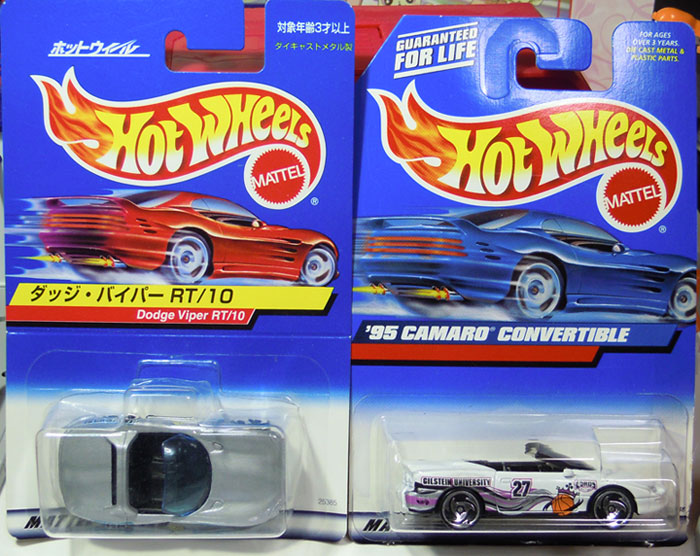 ホットウィール
対象年齢3才以上
ダイキャストメタル製
HOT WHEELS
MATTEL
®
ダッジ・バイパー RT/10
Dodge Viper RT/10
25385
GUARANTEED
FOR LIFE
FOR AGES
OVER 3 YEARS.
DIE CAST METAL &
PLASTIC PARTS.
HOT WHEELS
MATTEL
®
'95 CAMARO® CONVERTIBLE
GILSTEIN UNIVERSITY
27